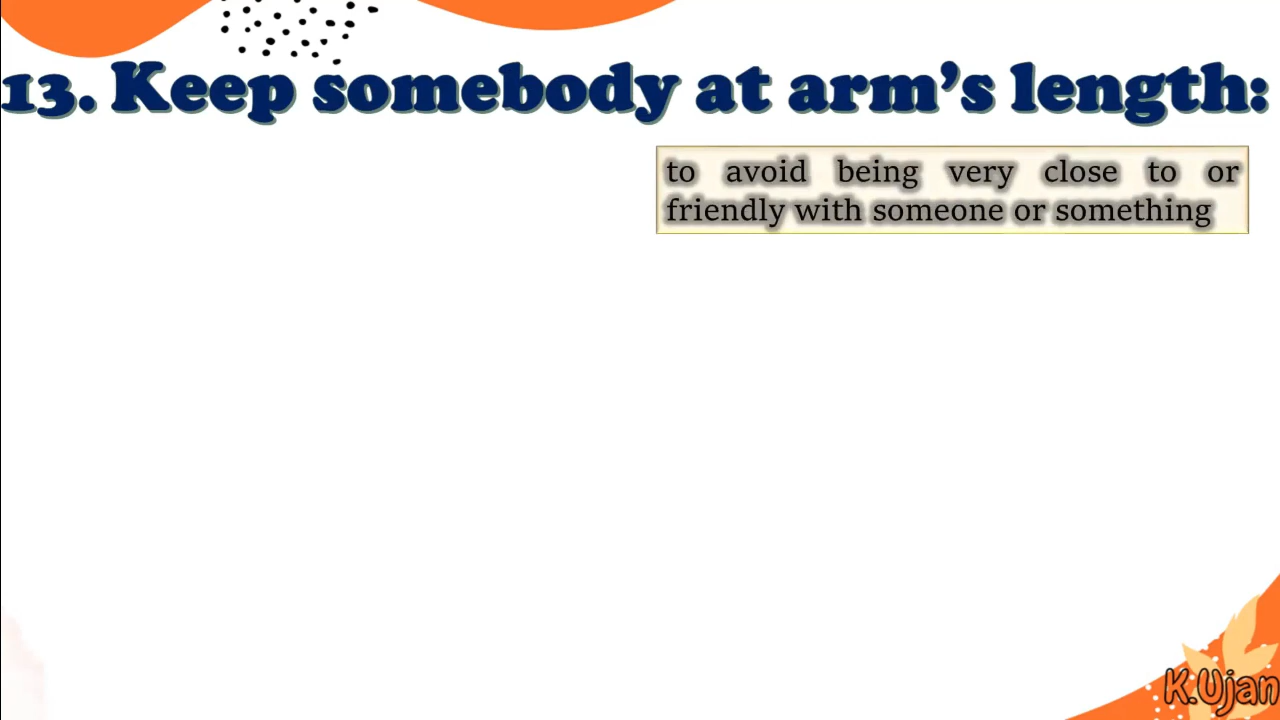 13. Keep somebody at arm’s length:
to avoid being very close to or
friendly with someone or something
K.Ujan